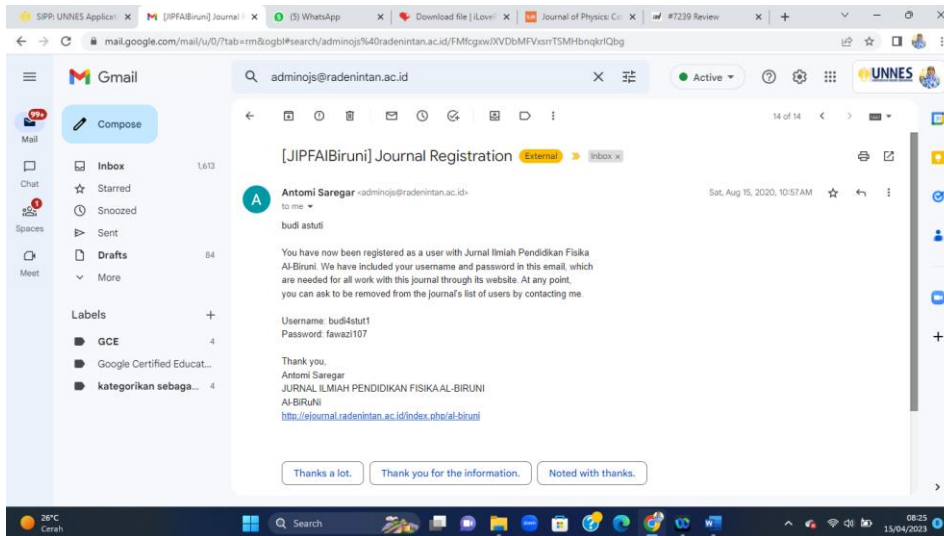 SIPP: UNNES Applicat
[JIPFAlBiruni] Journal R
(5) WhatsApp
Download file | iLoveP
Journal of Physics: Co
#7239 Review
mail.google.com/mail/u/0/?tab=rm&ogbl#search/adminojs%40radenintan.ac.id/FMfcgxwJXVDbMFVxsrrTSMHbnqkrlQbg
Gmail
adminojs@radenintan.ac.id
Active
UNNES
99+
Mail
Chat
Spaces
Meet
Compose
Inbox 1,613
Starred
Snoozed
Sent
Drafts 84
More
Labels
GCE 4
Google Certified Educat...
kategorikan sebaga... 4
14 of 14
[JIPFAlBiruni] Journal Registration External Inbox x
A
Antomi Saregar <adminojs@radenintan.ac.id> Sat, Aug 15, 2020, 10:57 AM
to me
budi astuti
You have now been registered as a user with Jurnal Ilmiah Pendidikan Fisika
Al-Biruni. We have included your username and password in this email, which
are needed for all work with this journal through its website. At any point,
you can ask to be removed from the journal's list of users by contacting me.
Username: budi4stut1
Password: fawazi107
Thank you,
Antomi Saregar
JURNAL ILMIAH PENDIDIKAN FISIKA AL-BIRUNI
Al-BiRuNi
http://ejournal.radenintan.ac.id/index.php/al-biruni
Thanks a lot.
Thank you for the information.
Noted with thanks.
26°C
Cerah
Search
08:25
15/04/2023